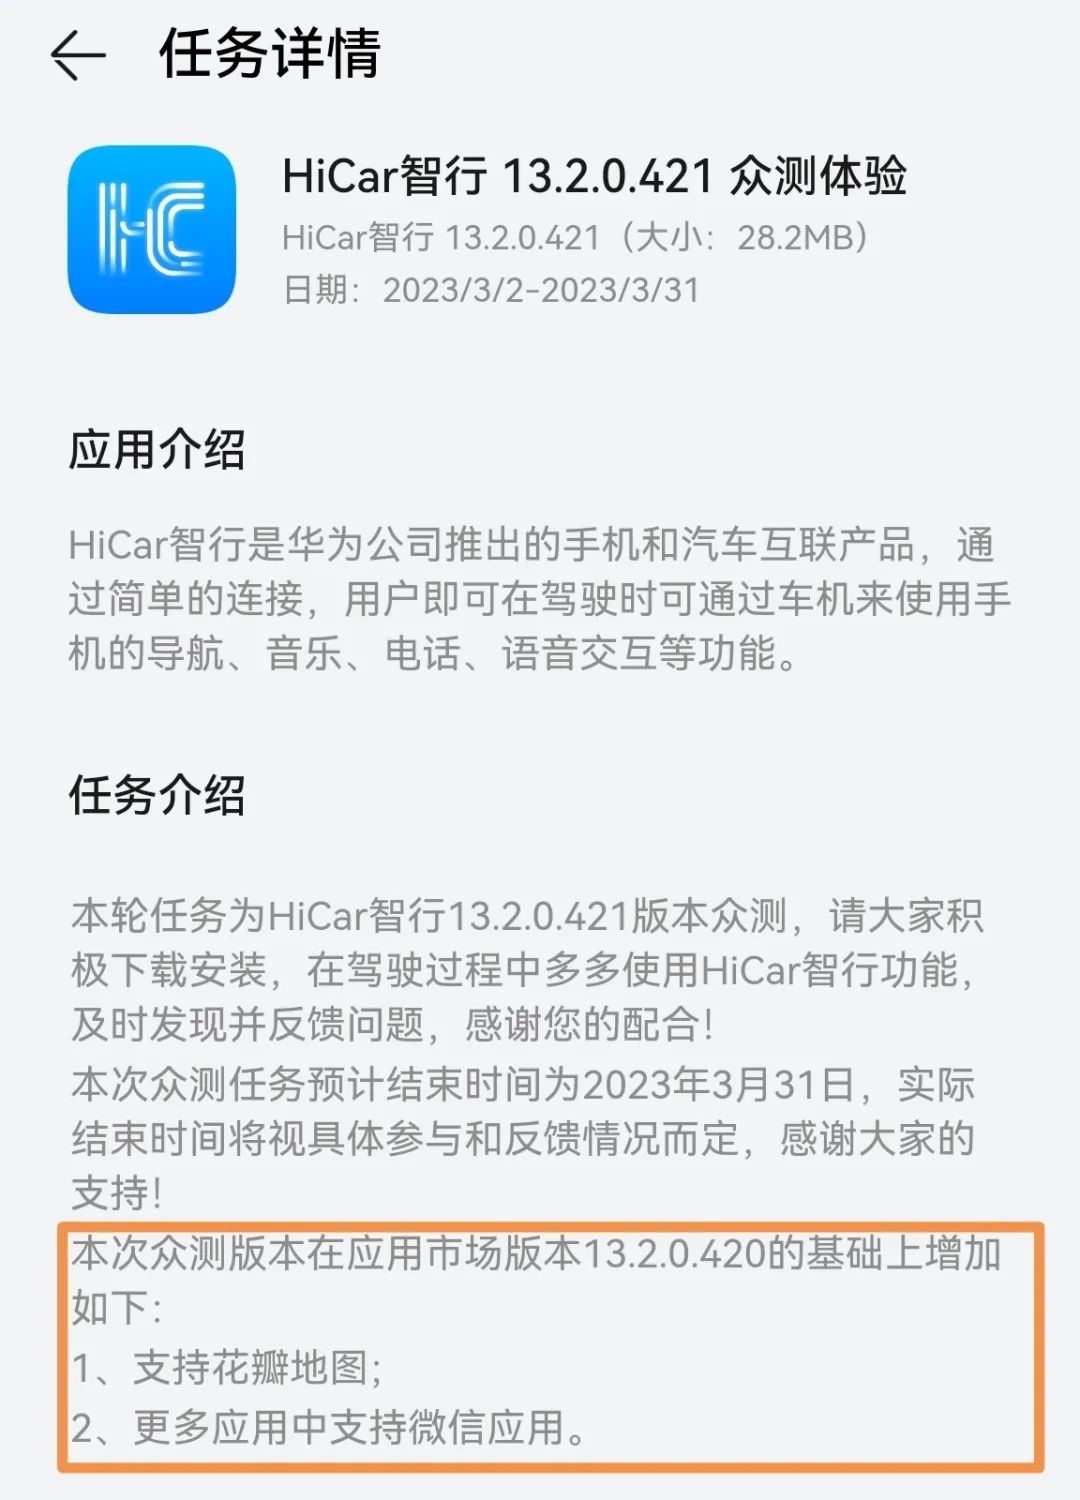 任务详情
HC
HiCar智行 13.2.0.421 众测体验
HiCar智行 13.2.0.421（大小：28.2MB）
日期：2023/3/2-2023/3/31
应用介绍
HiCar智行是华为公司推出的手机和汽车互联产品，通
过简单的连接，用户即可在驾驶时可通过车机来使用手
机的导航、音乐、电话、语音交互等功能。
任务介绍
本轮任务为HiCar智行13.2.0.421版本众测，请大家积
极下载安装，在驾驶过程中多多使用HiCar智行功能，
及时发现并反馈问题，感谢您的配合！
本次众测任务预计结束时间为2023年3月31日，实际
结束时间将视具体参与和反馈情况而定，感谢大家的
支持！
本次众测版本在应用市场版本13.2.0.420的基础上增加
如下：
1、支持花瓣地图；
2、更多应用中支持微信应用。